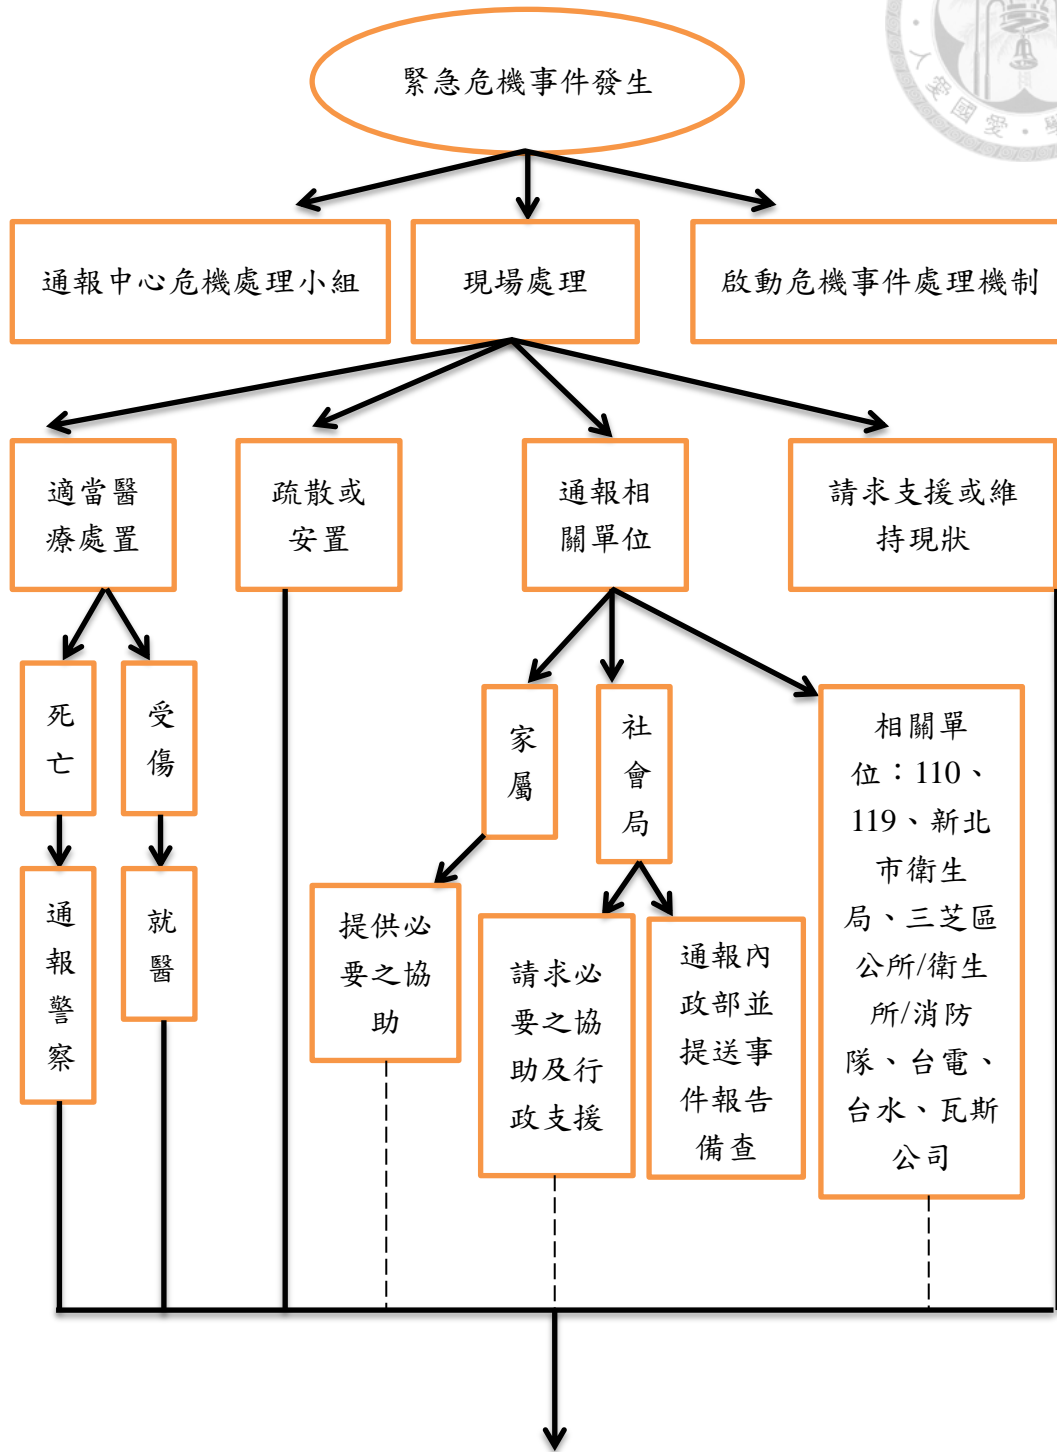 緊急危機事件發生
人愛國愛・學
通報中心危機處理小組
現場處理
啟動危機事件處理機制
適當醫
療處置
疏散或
安置
通報相
關單位
請求支援或維
持現狀
死
亡
受
傷
家
屬
社
會
局
相關單
位：110、
119、新北
市衛生
局、三芝區
公所/衛生
所/消防
隊、台電、
台水、瓦斯
公司
通
報
警
察
就
醫
提供必
要之協
助
請求必
要之協
助及行
政支援
通報內
政部並
提送事
件報告
備查